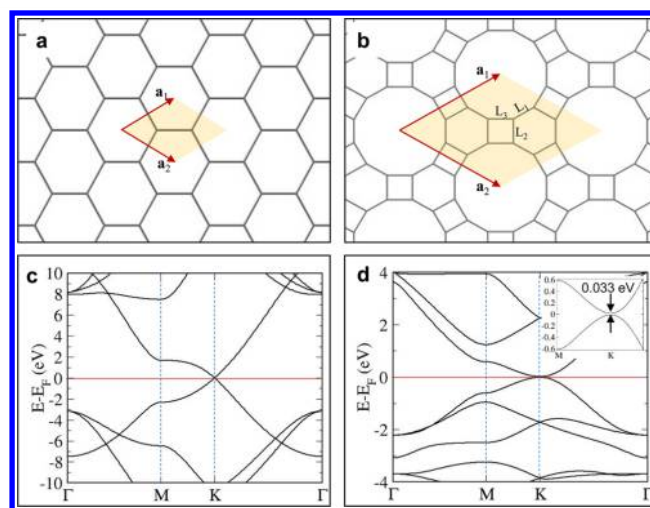 a
a1
a2
b
a1
L3 L1
L2
a2
c
E-EF (eV)
10
8
6
4
2
0
-2
-4
-6
-8
-10
Γ M K Γ
d
E-EF (eV)
4
2
0
-2
-4
Γ M K Γ
0.6
0.4
0.2
0
-0.2
-0.4
-0.6
M K
0.033 eV